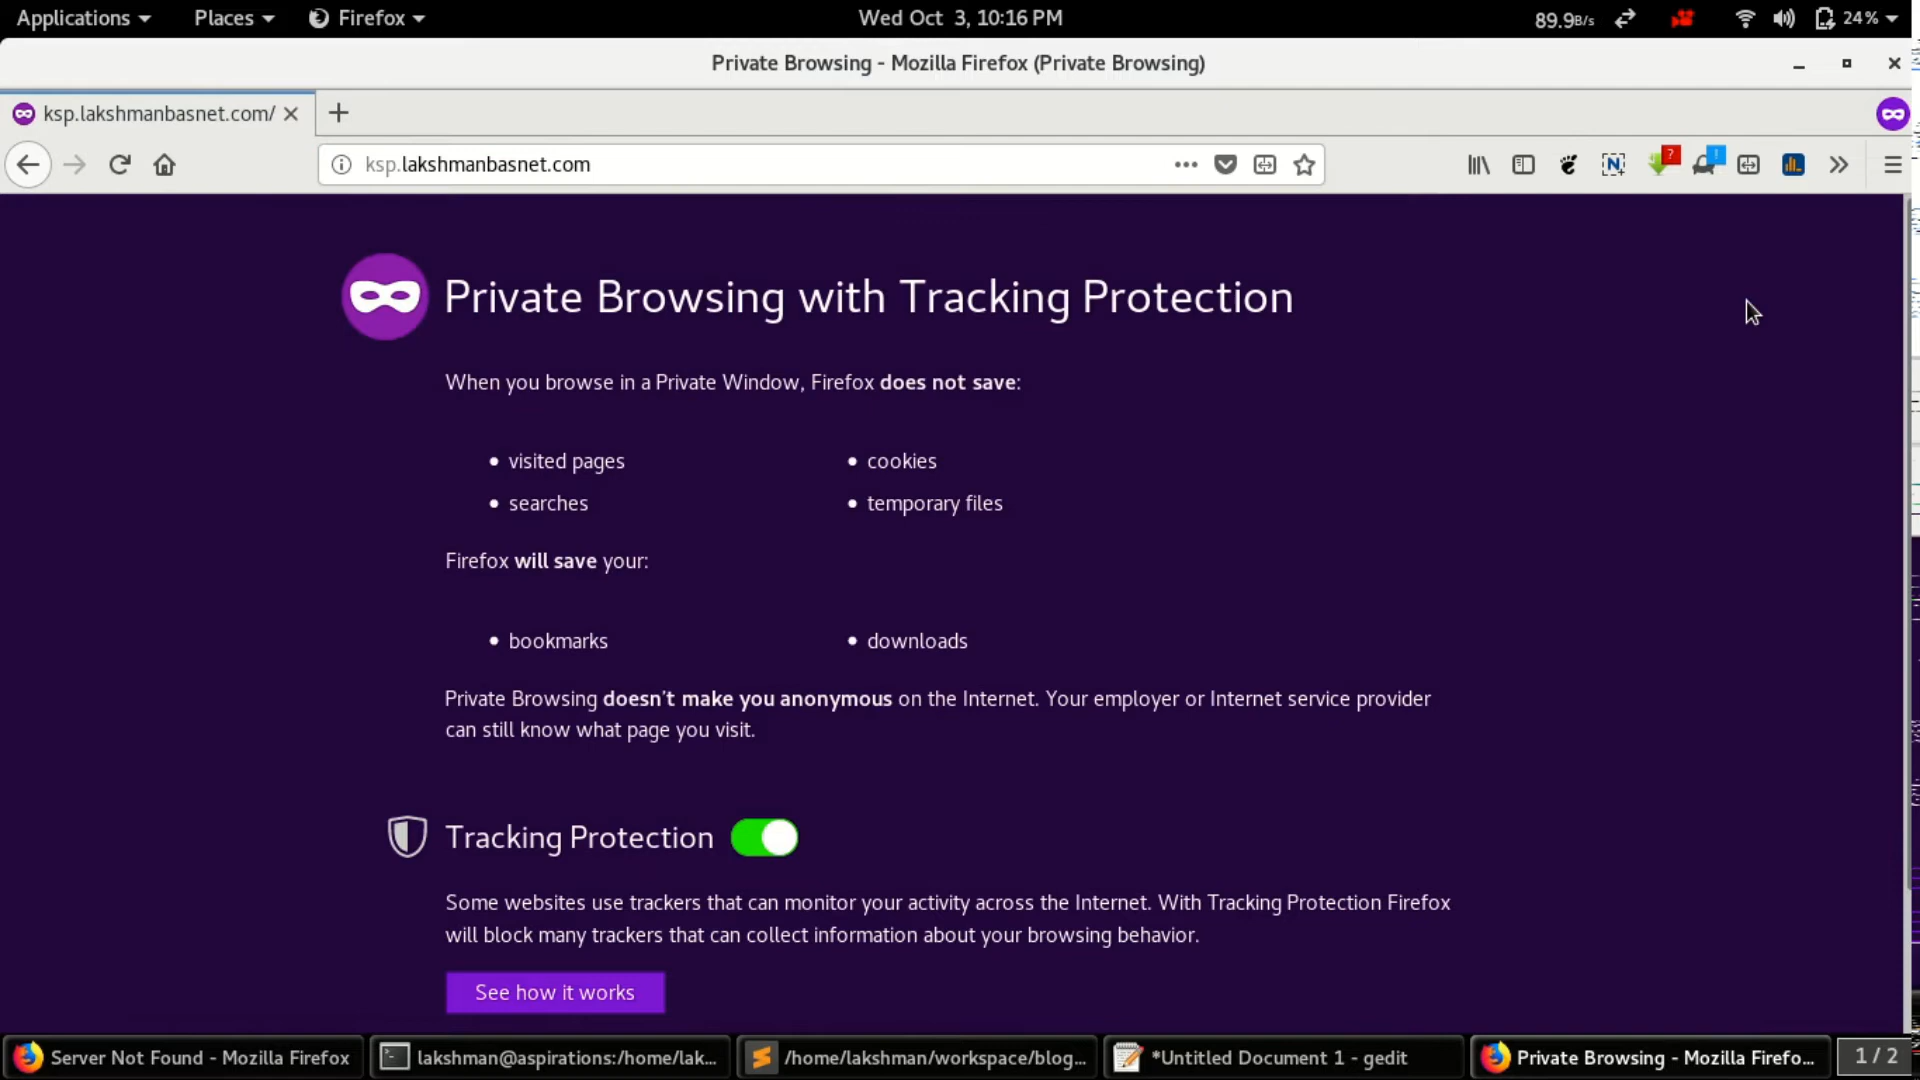 Applications Places Firefox Wed Oct 3, 10:16 PM 89.9B/s 24%
Private Browsing - Mozilla Firefox (Private Browsing)
ksp.lakshmanbasnet.com/
ksp.lakshmanbasnet.com
Private Browsing with Tracking Protection
When you browse in a Private Window, Firefox does not save:
• visited pages • cookies
• searches • temporary files
Firefox will save your:
• bookmarks • downloads
Private Browsing doesn't make you anonymous on the Internet. Your employer or Internet service provider
can still know what page you visit.
Tracking Protection
Some websites use trackers that can monitor your activity across the Internet. With Tracking Protection Firefox
will block many trackers that can collect information about your browsing behavior.
See how it works
Server Not Found - Mozilla Firefox lakshman@aspirations:/home/lak... /home/lakshman/workspace/blog... *Untitled Document 1 - gedit Private Browsing - Mozilla Firefo... 1 / 2